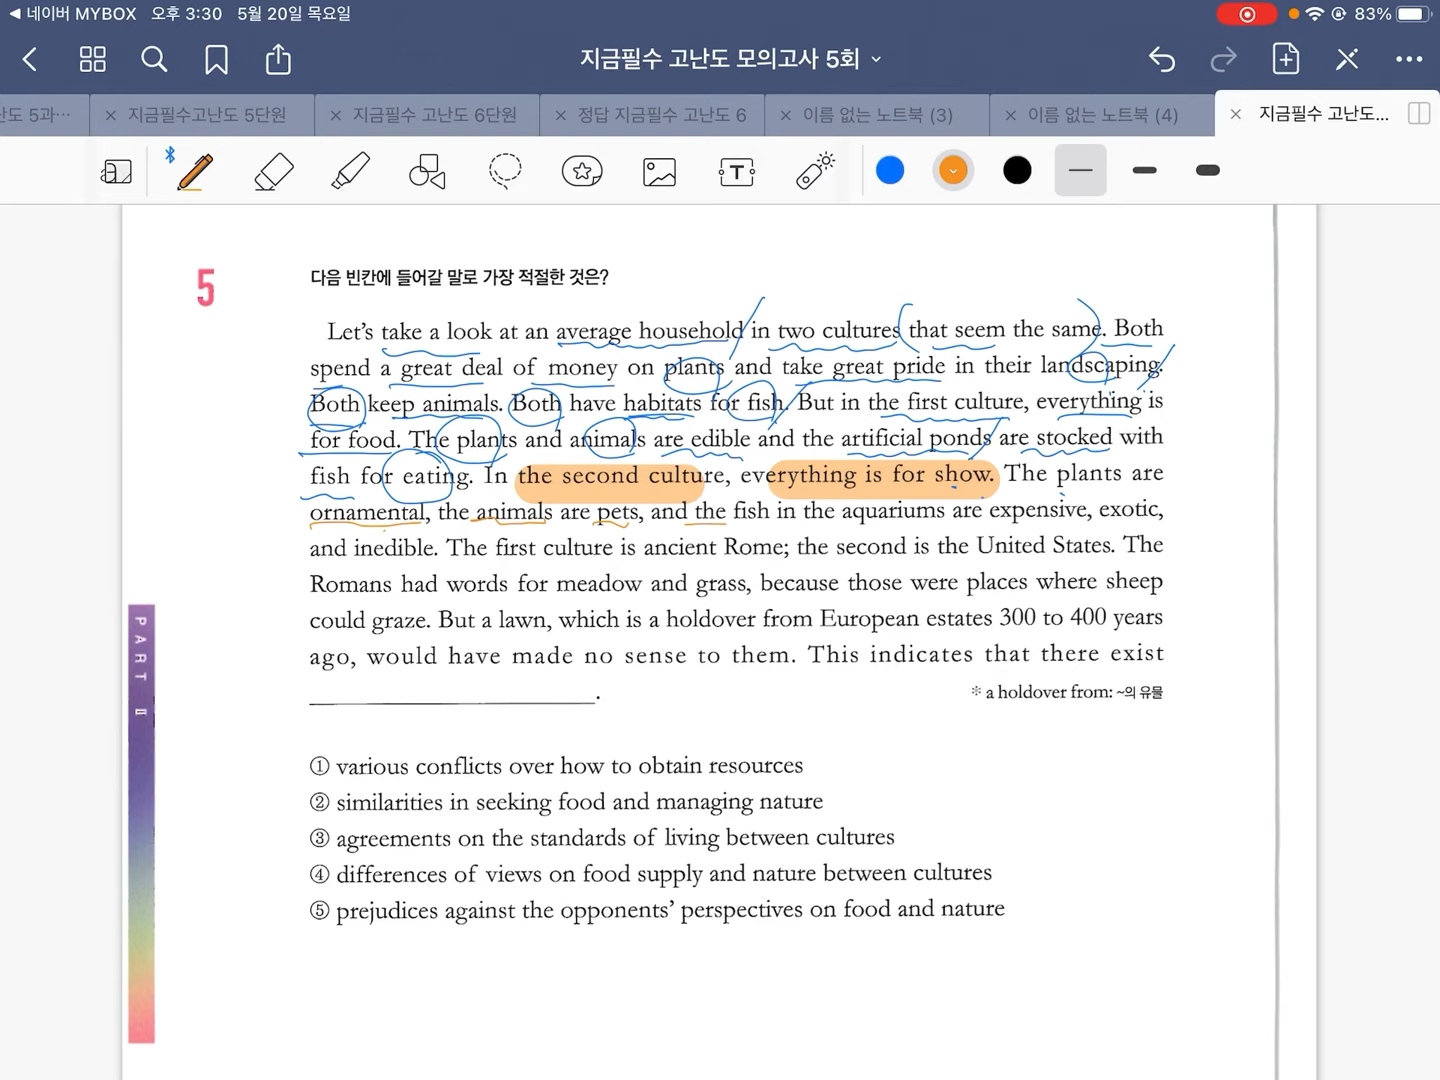 ◀ 네이버 MYBOX 오후 3:30 5월 20일 목요일 83%
지금필수 고난도 모의고사 5회
난도 5과… × 지금필수고난도 5단원 × 지금필수 고난도 6단원 × 정답 지금필수 고난도 6 × 이름 없는 노트북 (3) × 이름 없는 노트북 (4) × 지금필수 고난도...
5 다음 빈칸에 들어갈 말로 가장 적절한 것은?
Let's take a look at an average household in two cultures that seem the same. Both
spend a great deal of money on plants and take great pride in their landscaping.
Both keep animals. Both have habitats for fish. But in the first culture, everything is
for food. The plants and animals are edible and the artificial ponds are stocked with
fish for eating. In the second culture, everything is for show. The plants are
ornamental, the animals are pets, and the fish in the aquariums are expensive, exotic,
and inedible. The first culture is ancient Rome; the second is the United States. The
Romans had words for meadow and grass, because those were places where sheep
could graze. But a lawn, which is a holdover from European estates 300 to 400 years
ago, would have made no sense to them. This indicates that there exist
____________________.
* a holdover from: ~의 유물
PART Ⅱ
① various conflicts over how to obtain resources
② similarities in seeking food and managing nature
③ agreements on the standards of living between cultures
④ differences of views on food supply and nature between cultures
⑤ prejudices against the opponents' perspectives on food and nature